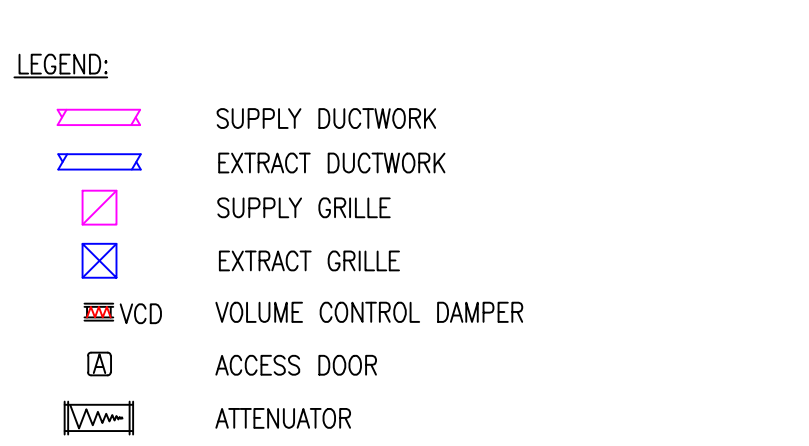 LEGEND:
SUPPLY DUCTWORK
EXTRACT DUCTWORK
SUPPLY GRILLE
EXTRACT GRILLE
VCD VOLUME CONTROL DAMPER
A ACCESS DOOR
ATTENUATOR